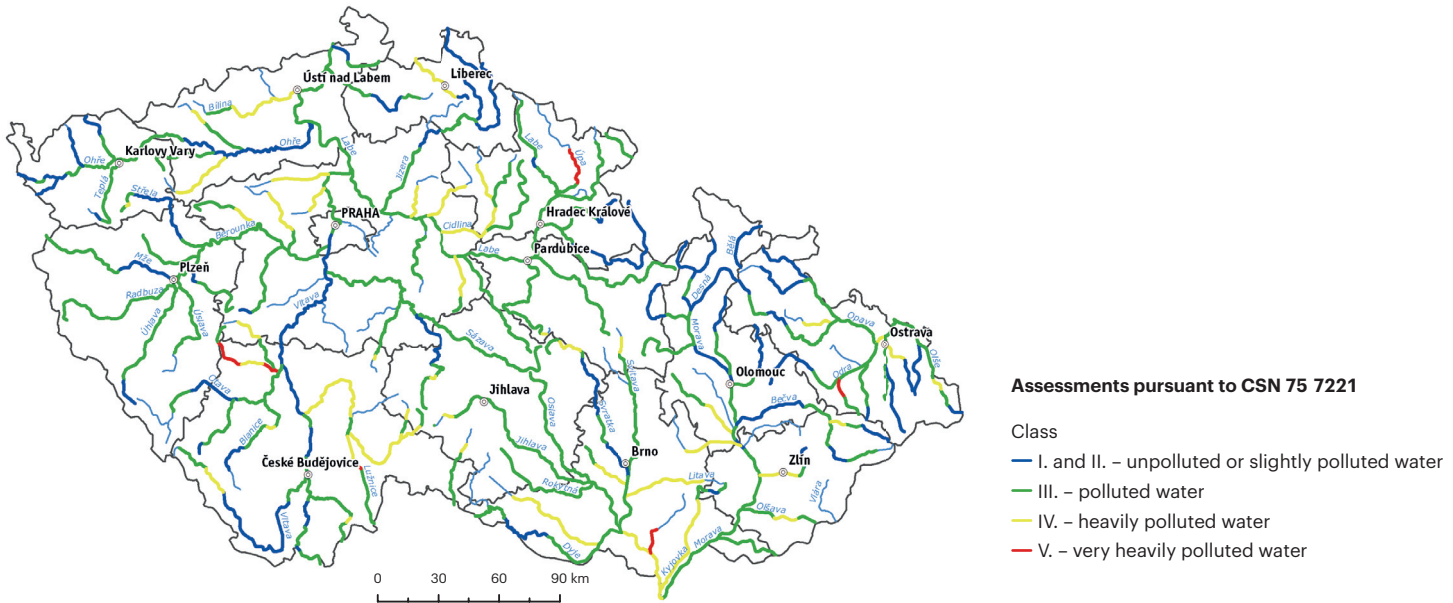 Liberec
Ústí nad Labem
Bílina
Ohře
Labe
Labe
Úpa
Jizera
Karlovy Vary
Ohře
Teplá
Střela
PRAHA
Hradec Králové
Cidlina
Berounka
Labe
Pardubice
Bělá
Mže
Plzeň
Desná
Radbuza
Vltava
Úhlava
Úslava
Opava
Ostrava
Morava
Sázava
Olše
Svitava
Odra
Olomouc
Otava
Jihlava
Bečva
Oslava
Svratka
Blanice
Jihlava
Brno
České Budějovice
Zlín
Lužnice
Litava
Rokytná
Vlára
Olšava
Vltava
Dyje
Kyjovka
Morava
0 30 60 90 km
Assessments pursuant to CSN 75 7221
Class
I. and II. – unpolluted or slightly polluted water
III. – polluted water
IV. – heavily polluted water
V. – very heavily polluted water